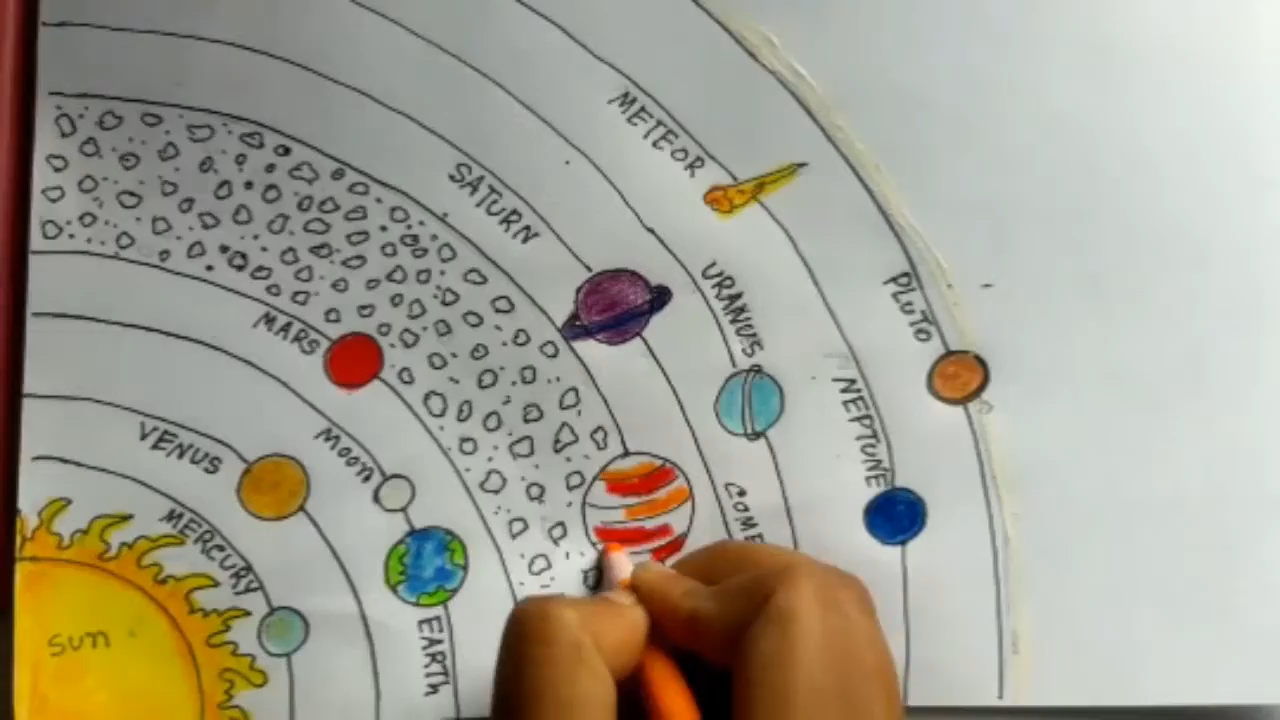 METEOR
SATURN
URANUS
PLUTO
MARS
NEPTUNE
MOON
VENUS
MERCURY
EARTH
SUN